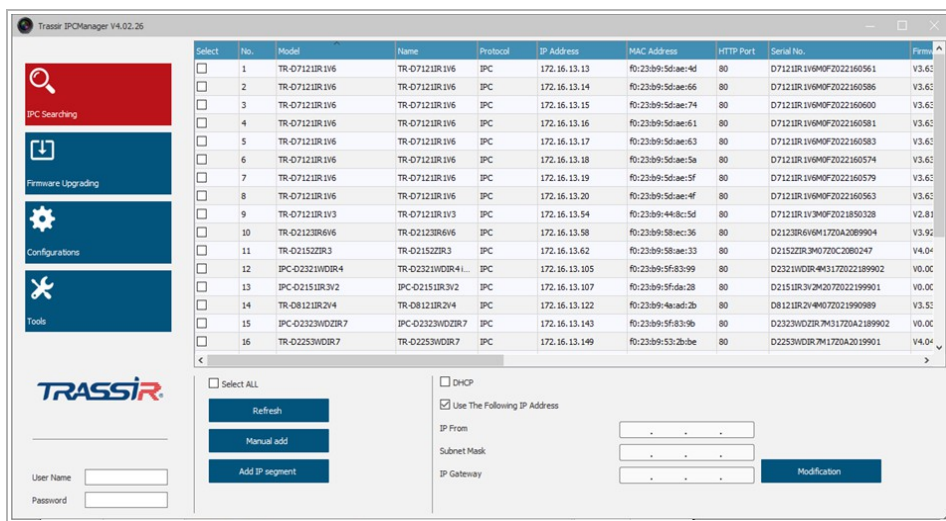 Trassir IPCManager V4.02.26
IPC Searching
Firmware Upgrading
Configurations
Tools
TRASSIR
User Name
Password
Select No. Model Name Protocol IP Address MAC Address HTTP Port Serial No. Firmw
1 TR-D7121IR1V6 TR-D7121IR1V6 IPC 172.16.13.13 f0:23:b9:5d:ae:4d 80 D7121IR1V6M0FZ022160561 V3.63
2 TR-D7121IR1V6 TR-D7121IR1V6 IPC 172.16.13.14 f0:23:b9:5d:ae:66 80 D7121IR1V6M0FZ022160586 V3.63
3 TR-D7121IR1V6 TR-D7121IR1V6 IPC 172.16.13.15 f0:23:b9:5d:ae:74 80 D7121IR1V6M0FZ022160600 V3.63
4 TR-D7121IR1V6 TR-D7121IR1V6 IPC 172.16.13.16 f0:23:b9:5d:ae:61 80 D7121IR1V6M0FZ022160581 V3.63
5 TR-D7121IR1V6 TR-D7121IR1V6 IPC 172.16.13.17 f0:23:b9:5d:ae:63 80 D7121IR1V6M0FZ022160583 V3.63
6 TR-D7121IR1V6 TR-D7121IR1V6 IPC 172.16.13.18 f0:23:b9:5d:ae:5a 80 D7121IR1V6M0FZ022160574 V3.63
7 TR-D7121IR1V6 TR-D7121IR1V6 IPC 172.16.13.19 f0:23:b9:5d:ae:5f 80 D7121IR1V6M0FZ022160579 V3.63
8 TR-D7121IR1V6 TR-D7121IR1V6 IPC 172.16.13.20 f0:23:b9:5d:ae:4f 80 D7121IR1V6M0FZ022160563 V3.63
9 TR-D7121IR1V3 TR-D7121IR1V3 IPC 172.16.13.54 f0:23:b9:44:8c:5d 80 D7121IR1V3M0FZ021850328 V2.81
10 TR-D2123IR6V6 TR-D2123IR6V6 IPC 172.16.13.58 f0:23:b9:58:ec:36 80 D2123IR6V6M17Z0A20B9904 V3.92
11 TR-D2152ZIR3 TR-D2152ZIR3 IPC 172.16.13.62 f0:23:b9:58:ae:33 80 D2152ZIR3M07Z0C20B0247 V4.04
12 IPC-D2321WDIR4 TR-D2321WDIR4 i... IPC 172.16.13.105 f0:23:b9:5f:83:99 80 D2321WDIR4M317Z022189902 V0.00
13 IPC-D2151IR3V2 IPC-D2151IR3V2 IPC 172.16.13.107 f0:23:b9:5f:da:28 80 D2151IR3V2M207Z022199901 V0.00
14 TR-D8121IR2V4 TR-D8121IR2V4 IPC 172.16.13.122 f0:23:b9:4a:ad:2b 80 D8121IR2V4M07Z021990989 V3.53
15 IPC-D2323WDZIR7 IPC-D2323WDZIR7 IPC 172.16.13.143 f0:23:b9:5f:83:9b 80 D2323WDZIR7M317Z0A2189902 V0.00
16 TR-D2253WDIR7 TR-D2253WDIR7 IPC 172.16.13.149 f0:23:b9:53:2b:be 80 D2253WDIR7M17Z0A2019901 V4.04
Select ALL
Refresh
Manual add
Add IP segment
DHCP
Use The Following IP Address
IP From
Subnet Mask
IP Gateway
Modification